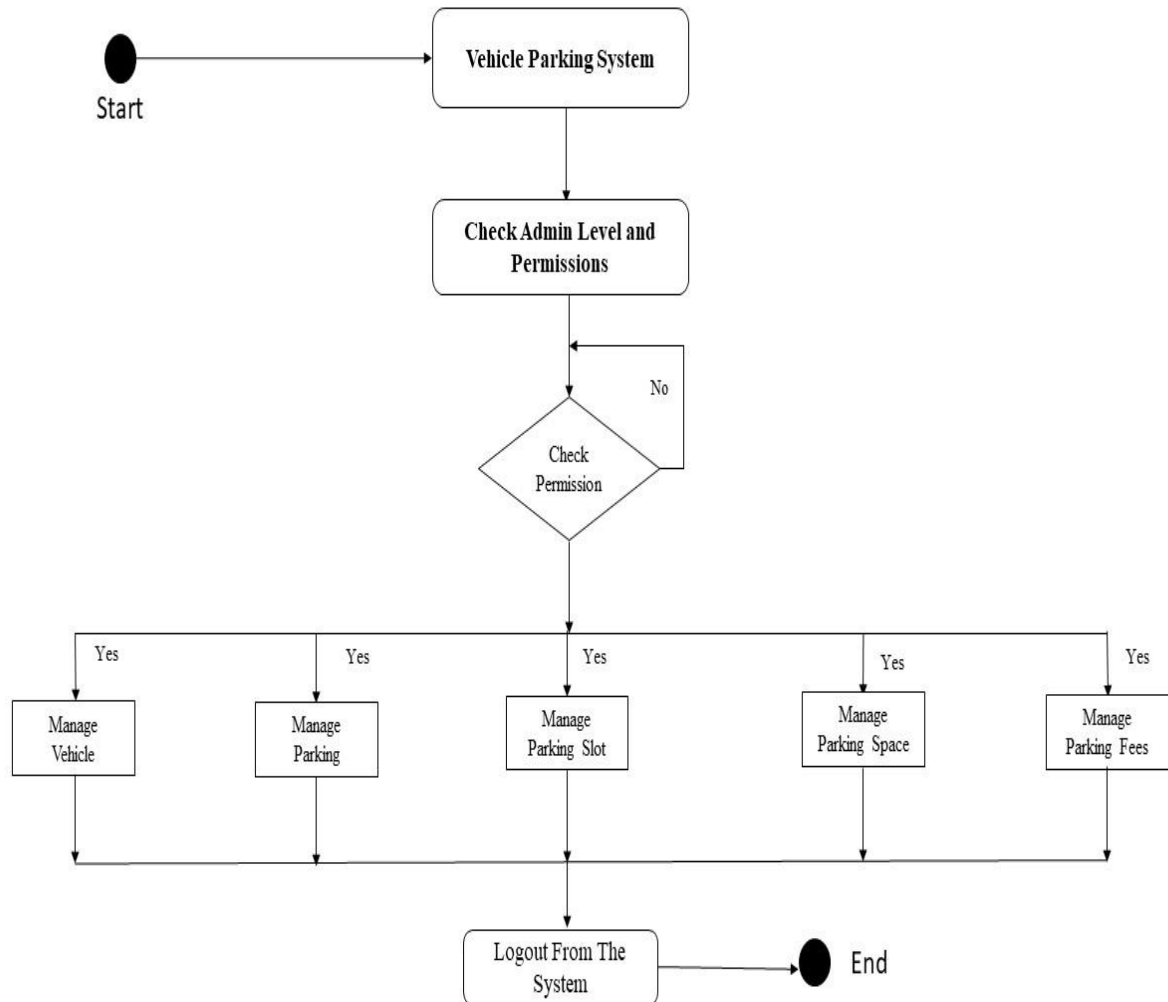 Vehicle Parking System
Start
Check Admin Level and
Permissions
No
Check
Permission
Yes
Yes
Yes
Yes
Yes
Manage
Vehicle
Manage
Parking
Manage
Parking Slot
Manage
Parking Space
Manage
Parking Fees
Logout From The
System
End